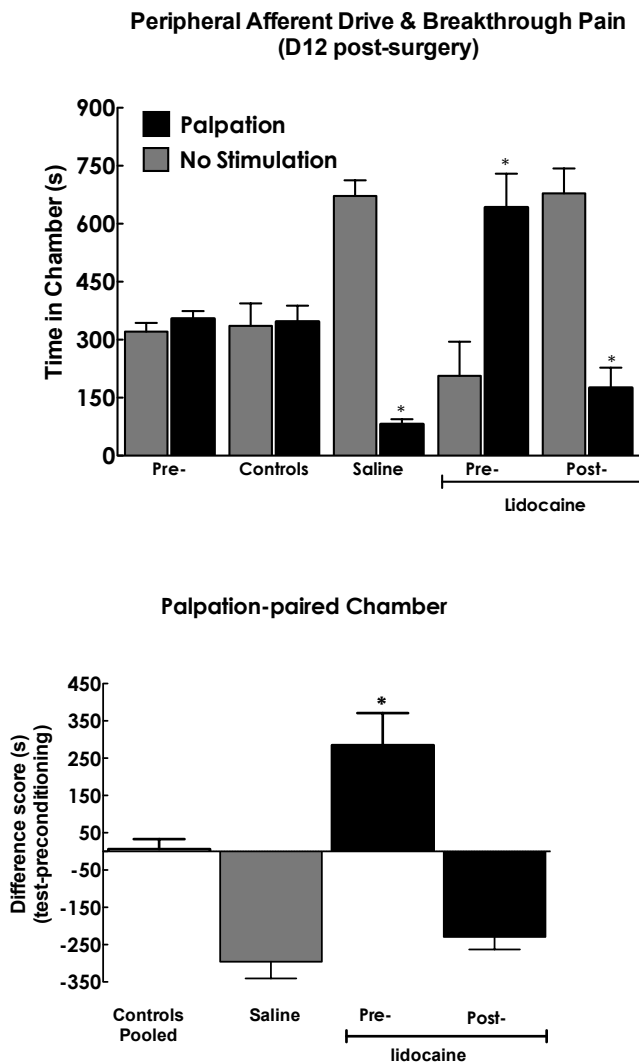 Peripheral Afferent Drive & Breakthrough Pain
(D12 post-surgery)
900
750
600
450
300
150
0
Time in Chamber (s)
Palpation
No Stimulation
*
*
*
Pre-
Controls
Saline
Pre-
Post-
Lidocaine
Palpation-paired Chamber
450
350
250
150
50
-50
-150
-250
-350
Difference score (s)
(test-preconditioning)
*
Controls
Pooled
Saline
Pre-
Post-
lidocaine